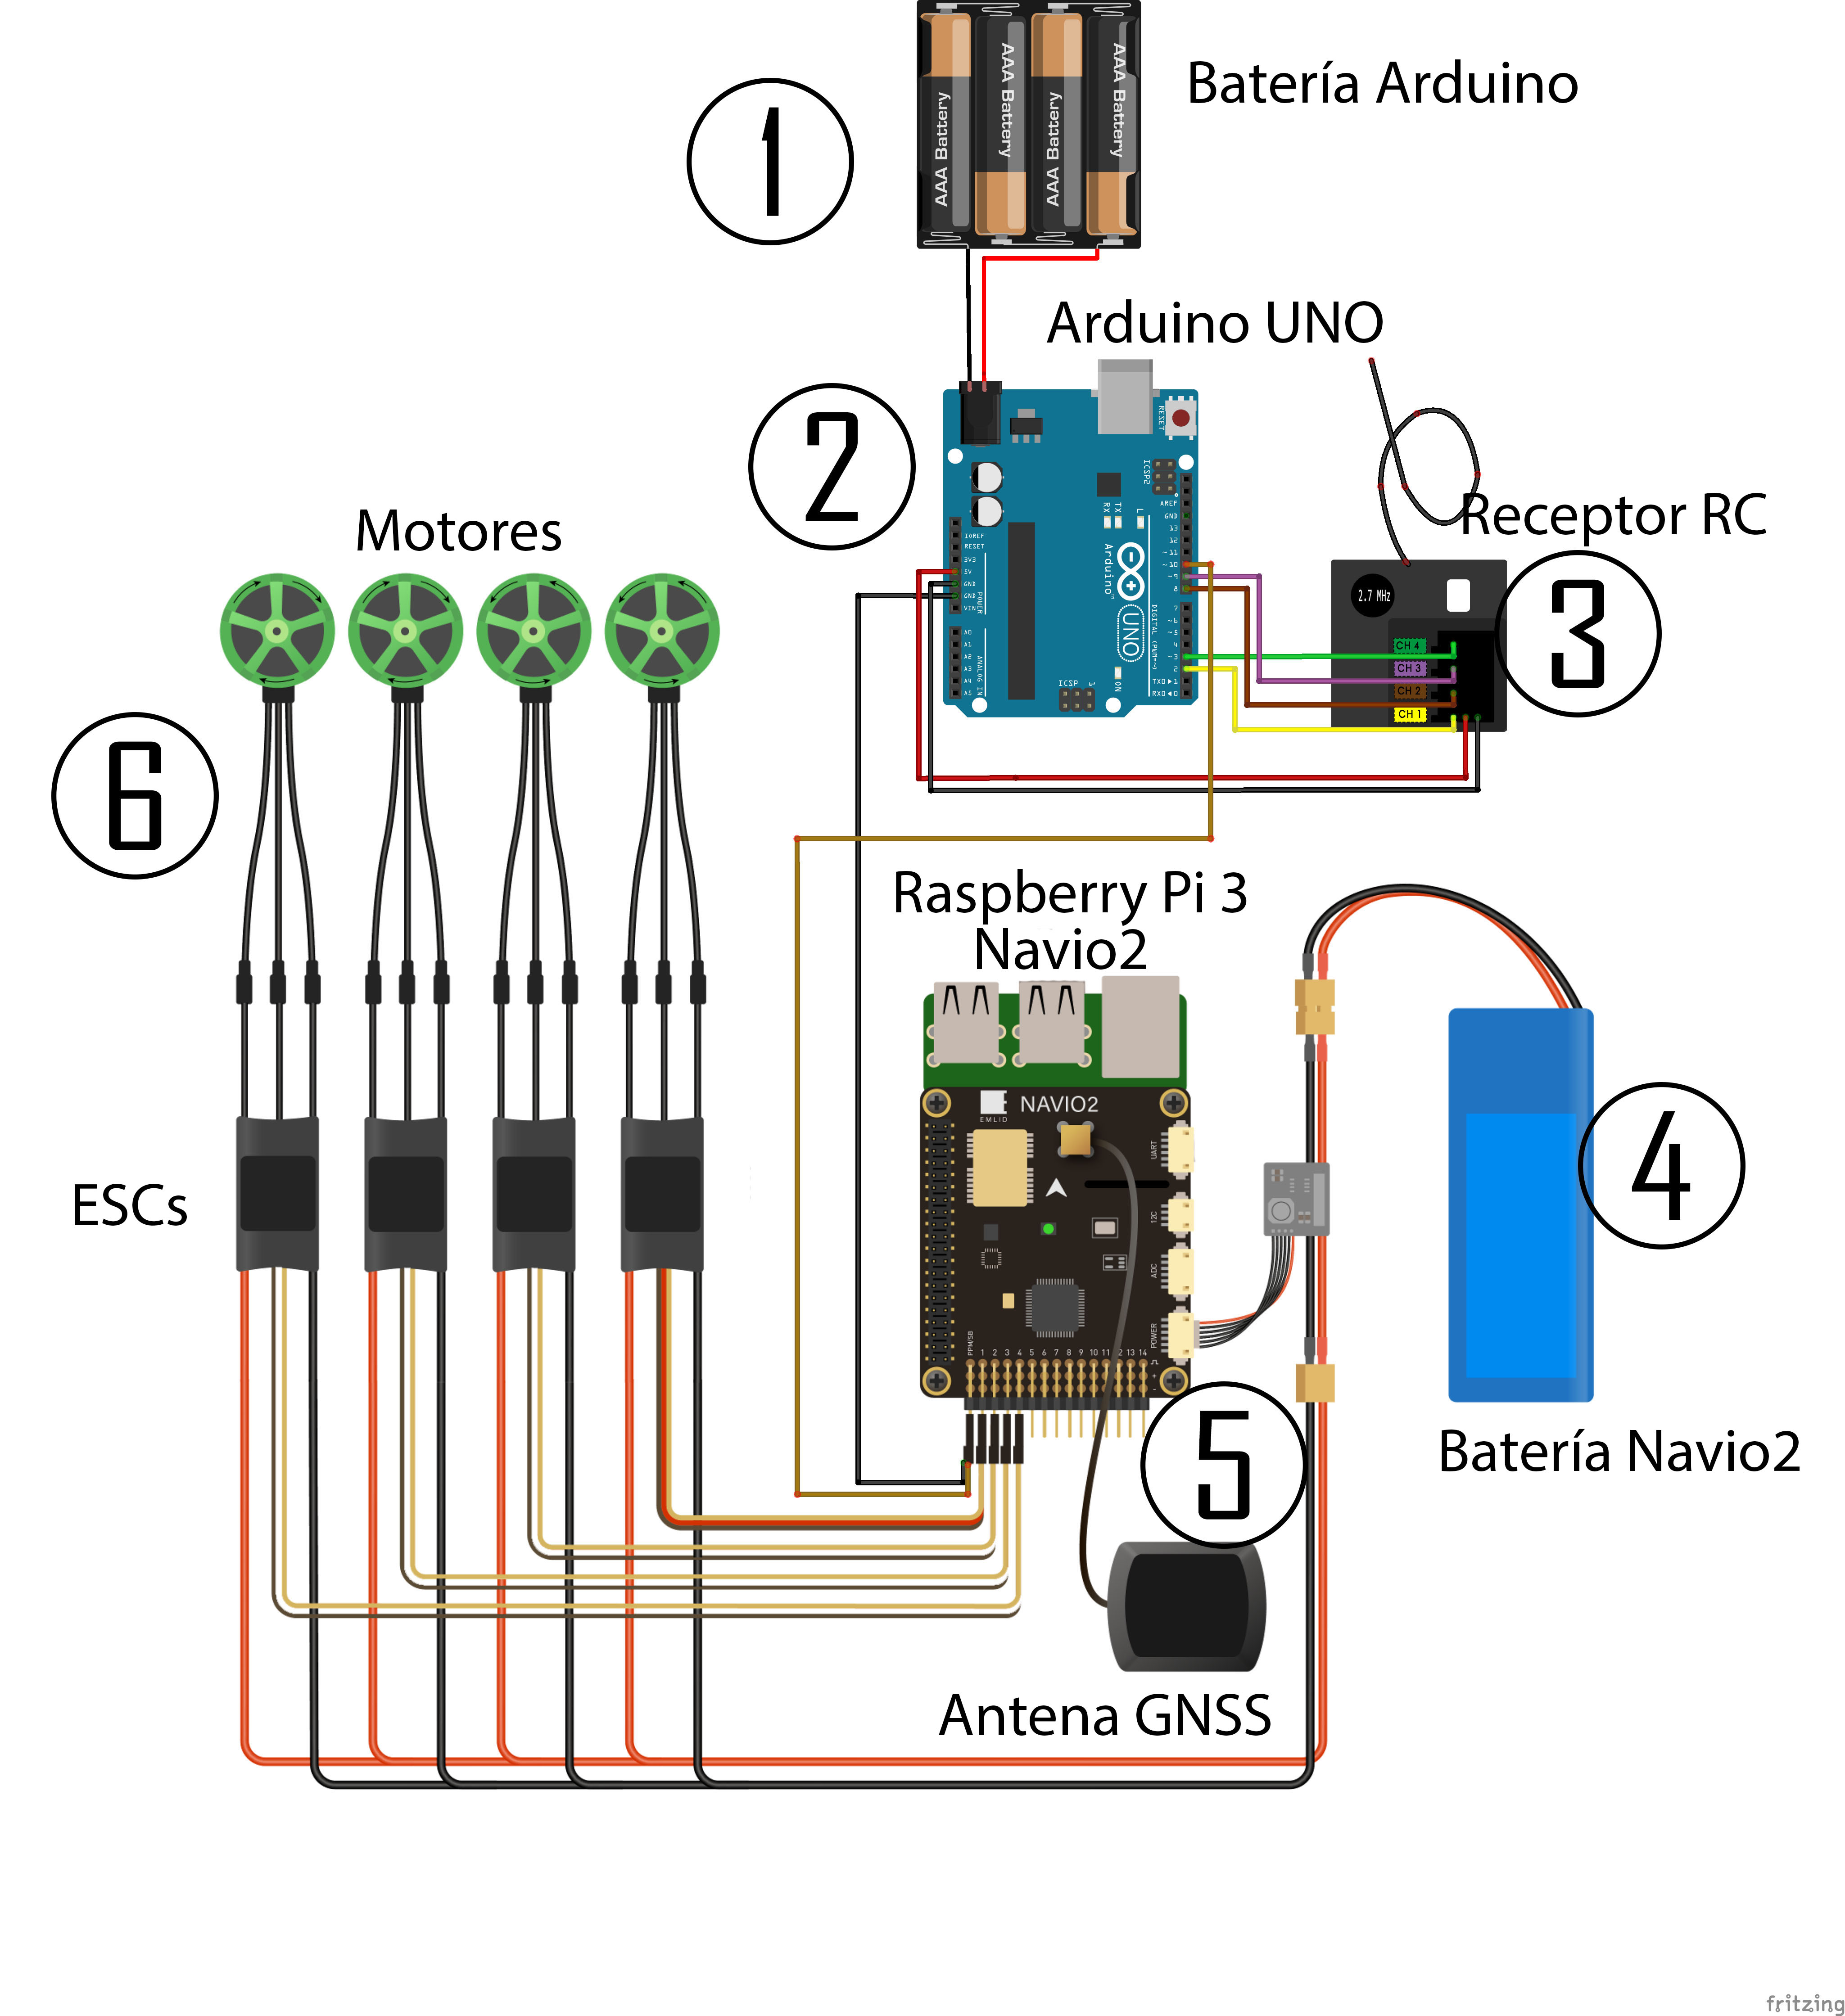 AAA Battery
AAA Battery
AAA Battery
AAA Battery
Batería Arduino
1
Arduino UNO
2
RESET
ICSP2
AREF
GND
13
12
~11
~10
~9
8
7
~6
~5
4
~3
2
TX0▶1
RX0◀0
IOREF
RESET
3V3
5V
GND
GND
VIN
POWER
A0
A1
A2
A3
A4
A5
ANALOG IN
RX
TX
L
Arduino™
UNO
DIGITAL (PWM=~)
ON
ICSP
1
Receptor RC
2.7 MHz
3
CH 4
CH 3
CH 2
CH 1
Motores
6
Raspberry Pi 3
Navio2
NAVIO2
EMLID
UART
I2C
ADC
POWER
PPM/SB 1 2 3 4 5 6 7 8 9 10 11 2 13 14
+
-
4
ESCs
5
Batería Navio2
Antena GNSS
fritzing